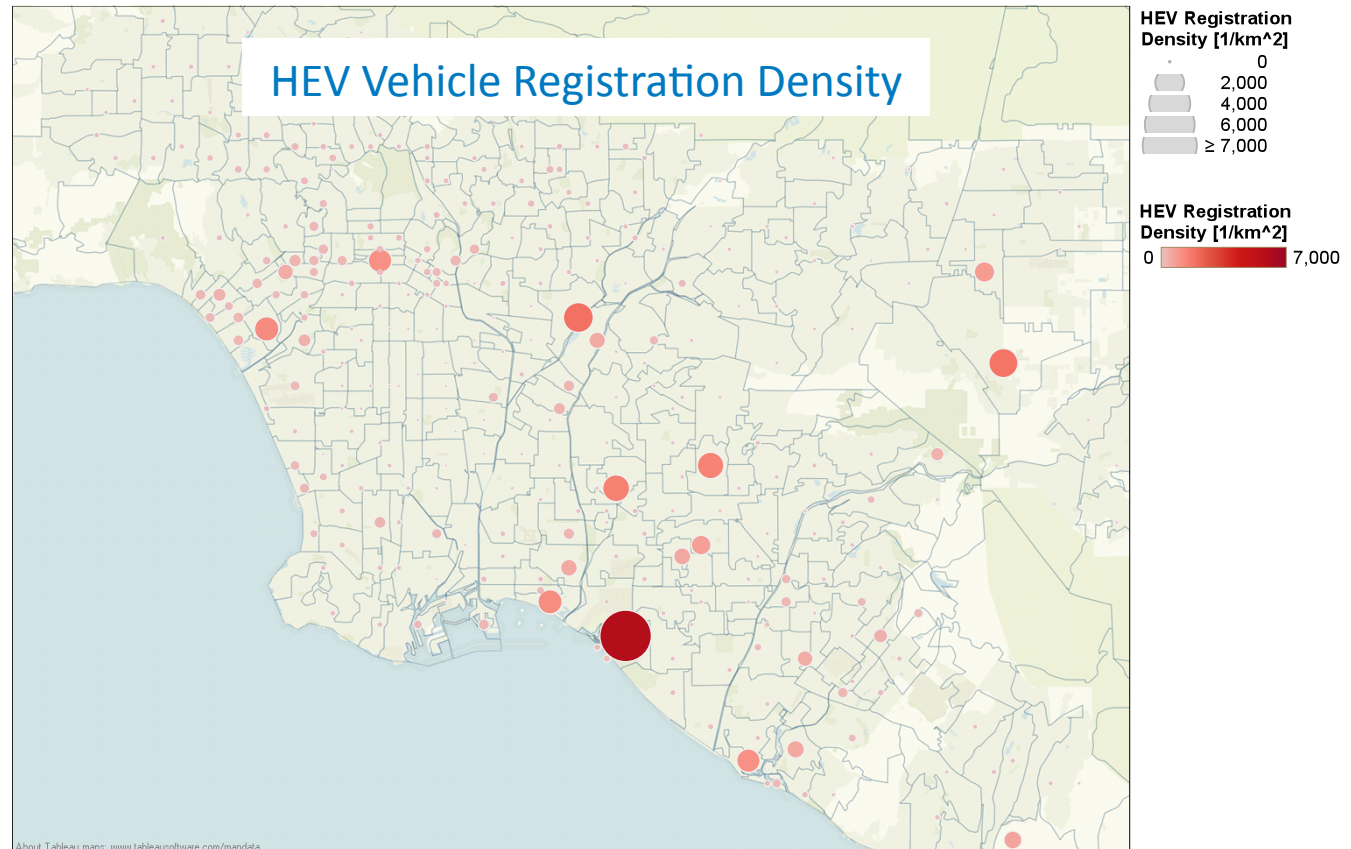 HEV Vehicle Registration Density
HEV Registration
Density [1/km^2]
0
2,000
4,000
6,000
≥ 7,000
HEV Registration
Density [1/km^2]
0 7,000
About Tableau maps: www.tableausoftware.com/mapdata